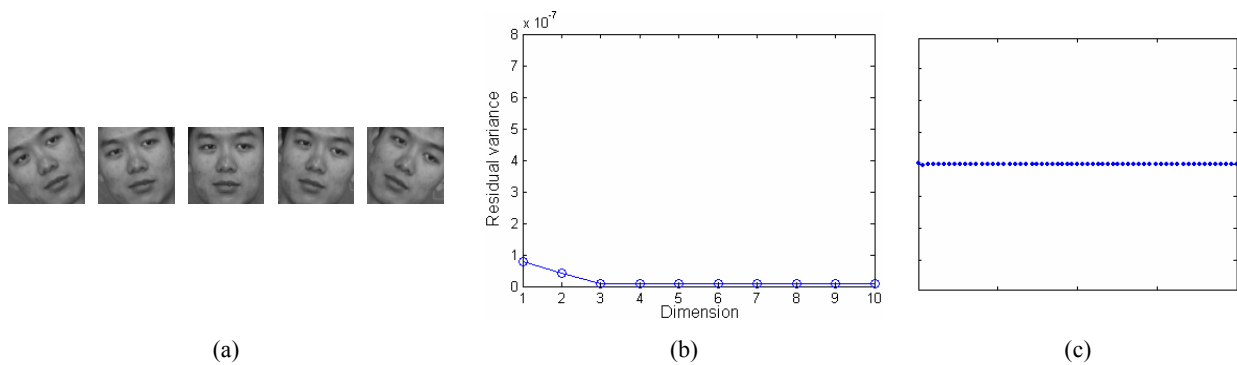 x 10⁻⁷
8
7
6
5
4
3
2
1
0
Residual variance
1 2 3 4 5 6 7 8 9 10
Dimension
(a) (b) (c)